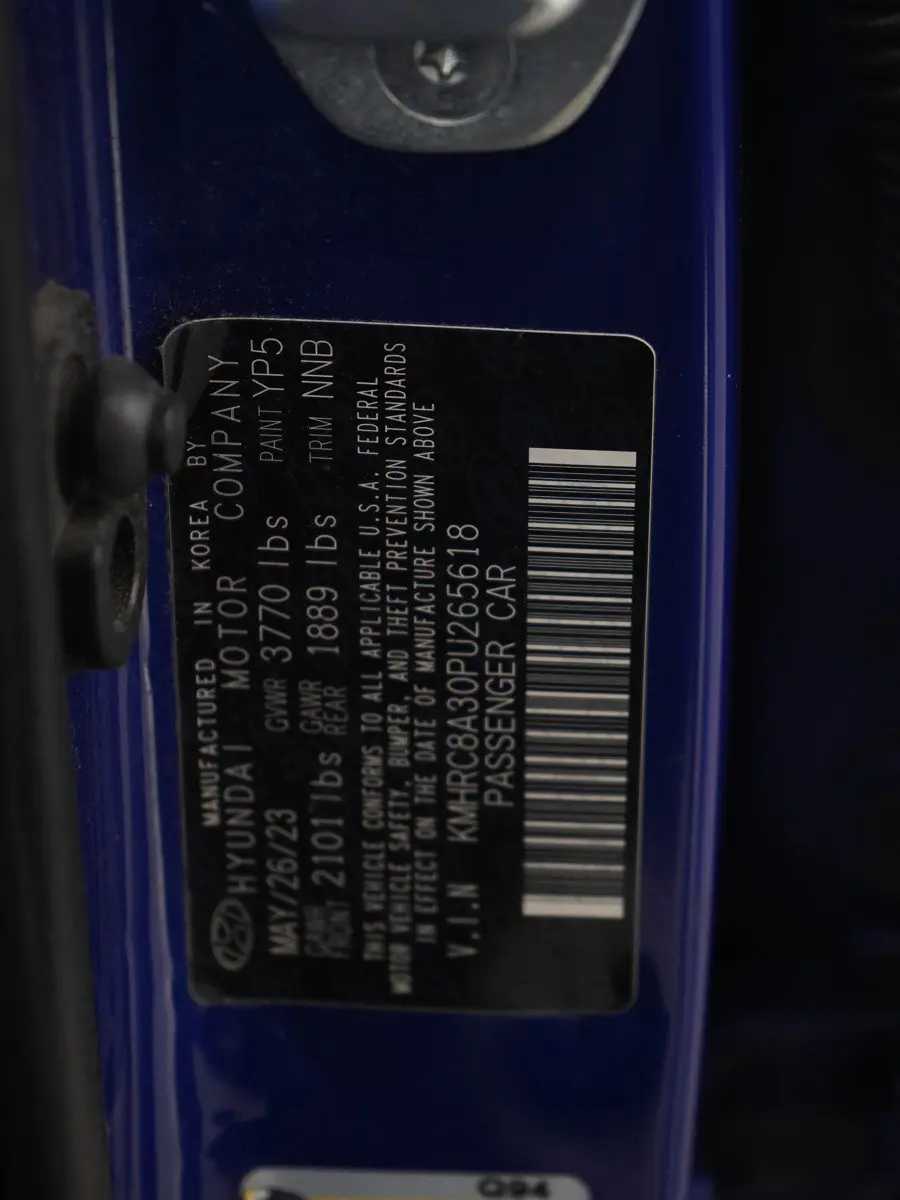 MANUFACTURED IN KOREA BY
HYUNDAI MOTOR COMPANY
MAY/26/23 GVWR 3770 lbs PAINT YP5
GAWR FRONT 2101 lbs GAWR REAR 1889 lbs TRIM NNB
THIS VEHICLE CONFORMS TO ALL APPLICABLE U.S.A. FEDERAL
MOTOR VEHICLE SAFETY, BUMPER, AND THEFT PREVENTION STANDARDS
IN EFFECT ON THE DATE OF MANUFACTURE SHOWN ABOVE
V.I.N KMHRC8A30PU265618
PASSENGER CAR
Q94